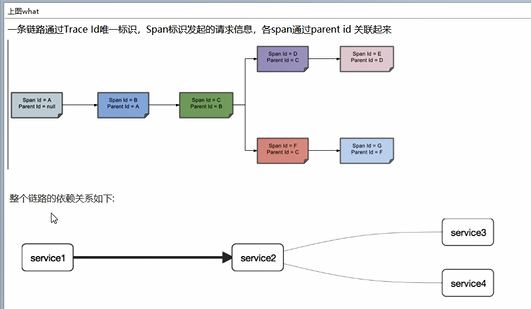 上图what
一条链路通过Trace Id唯一标识，Span标识发起的请求信息，各span通过parent id 关联起来
Span Id = D
Parent Id = C
Span Id = E
Parent Id = D
Span Id = A
Parent Id = null
Span Id = B
Parent Id = A
Span Id = C
Parent Id = B
Span Id = F
Parent Id = C
Span Id = G
Parent Id = F
整个链路的依赖关系如下:
service3
service1
service2
service4